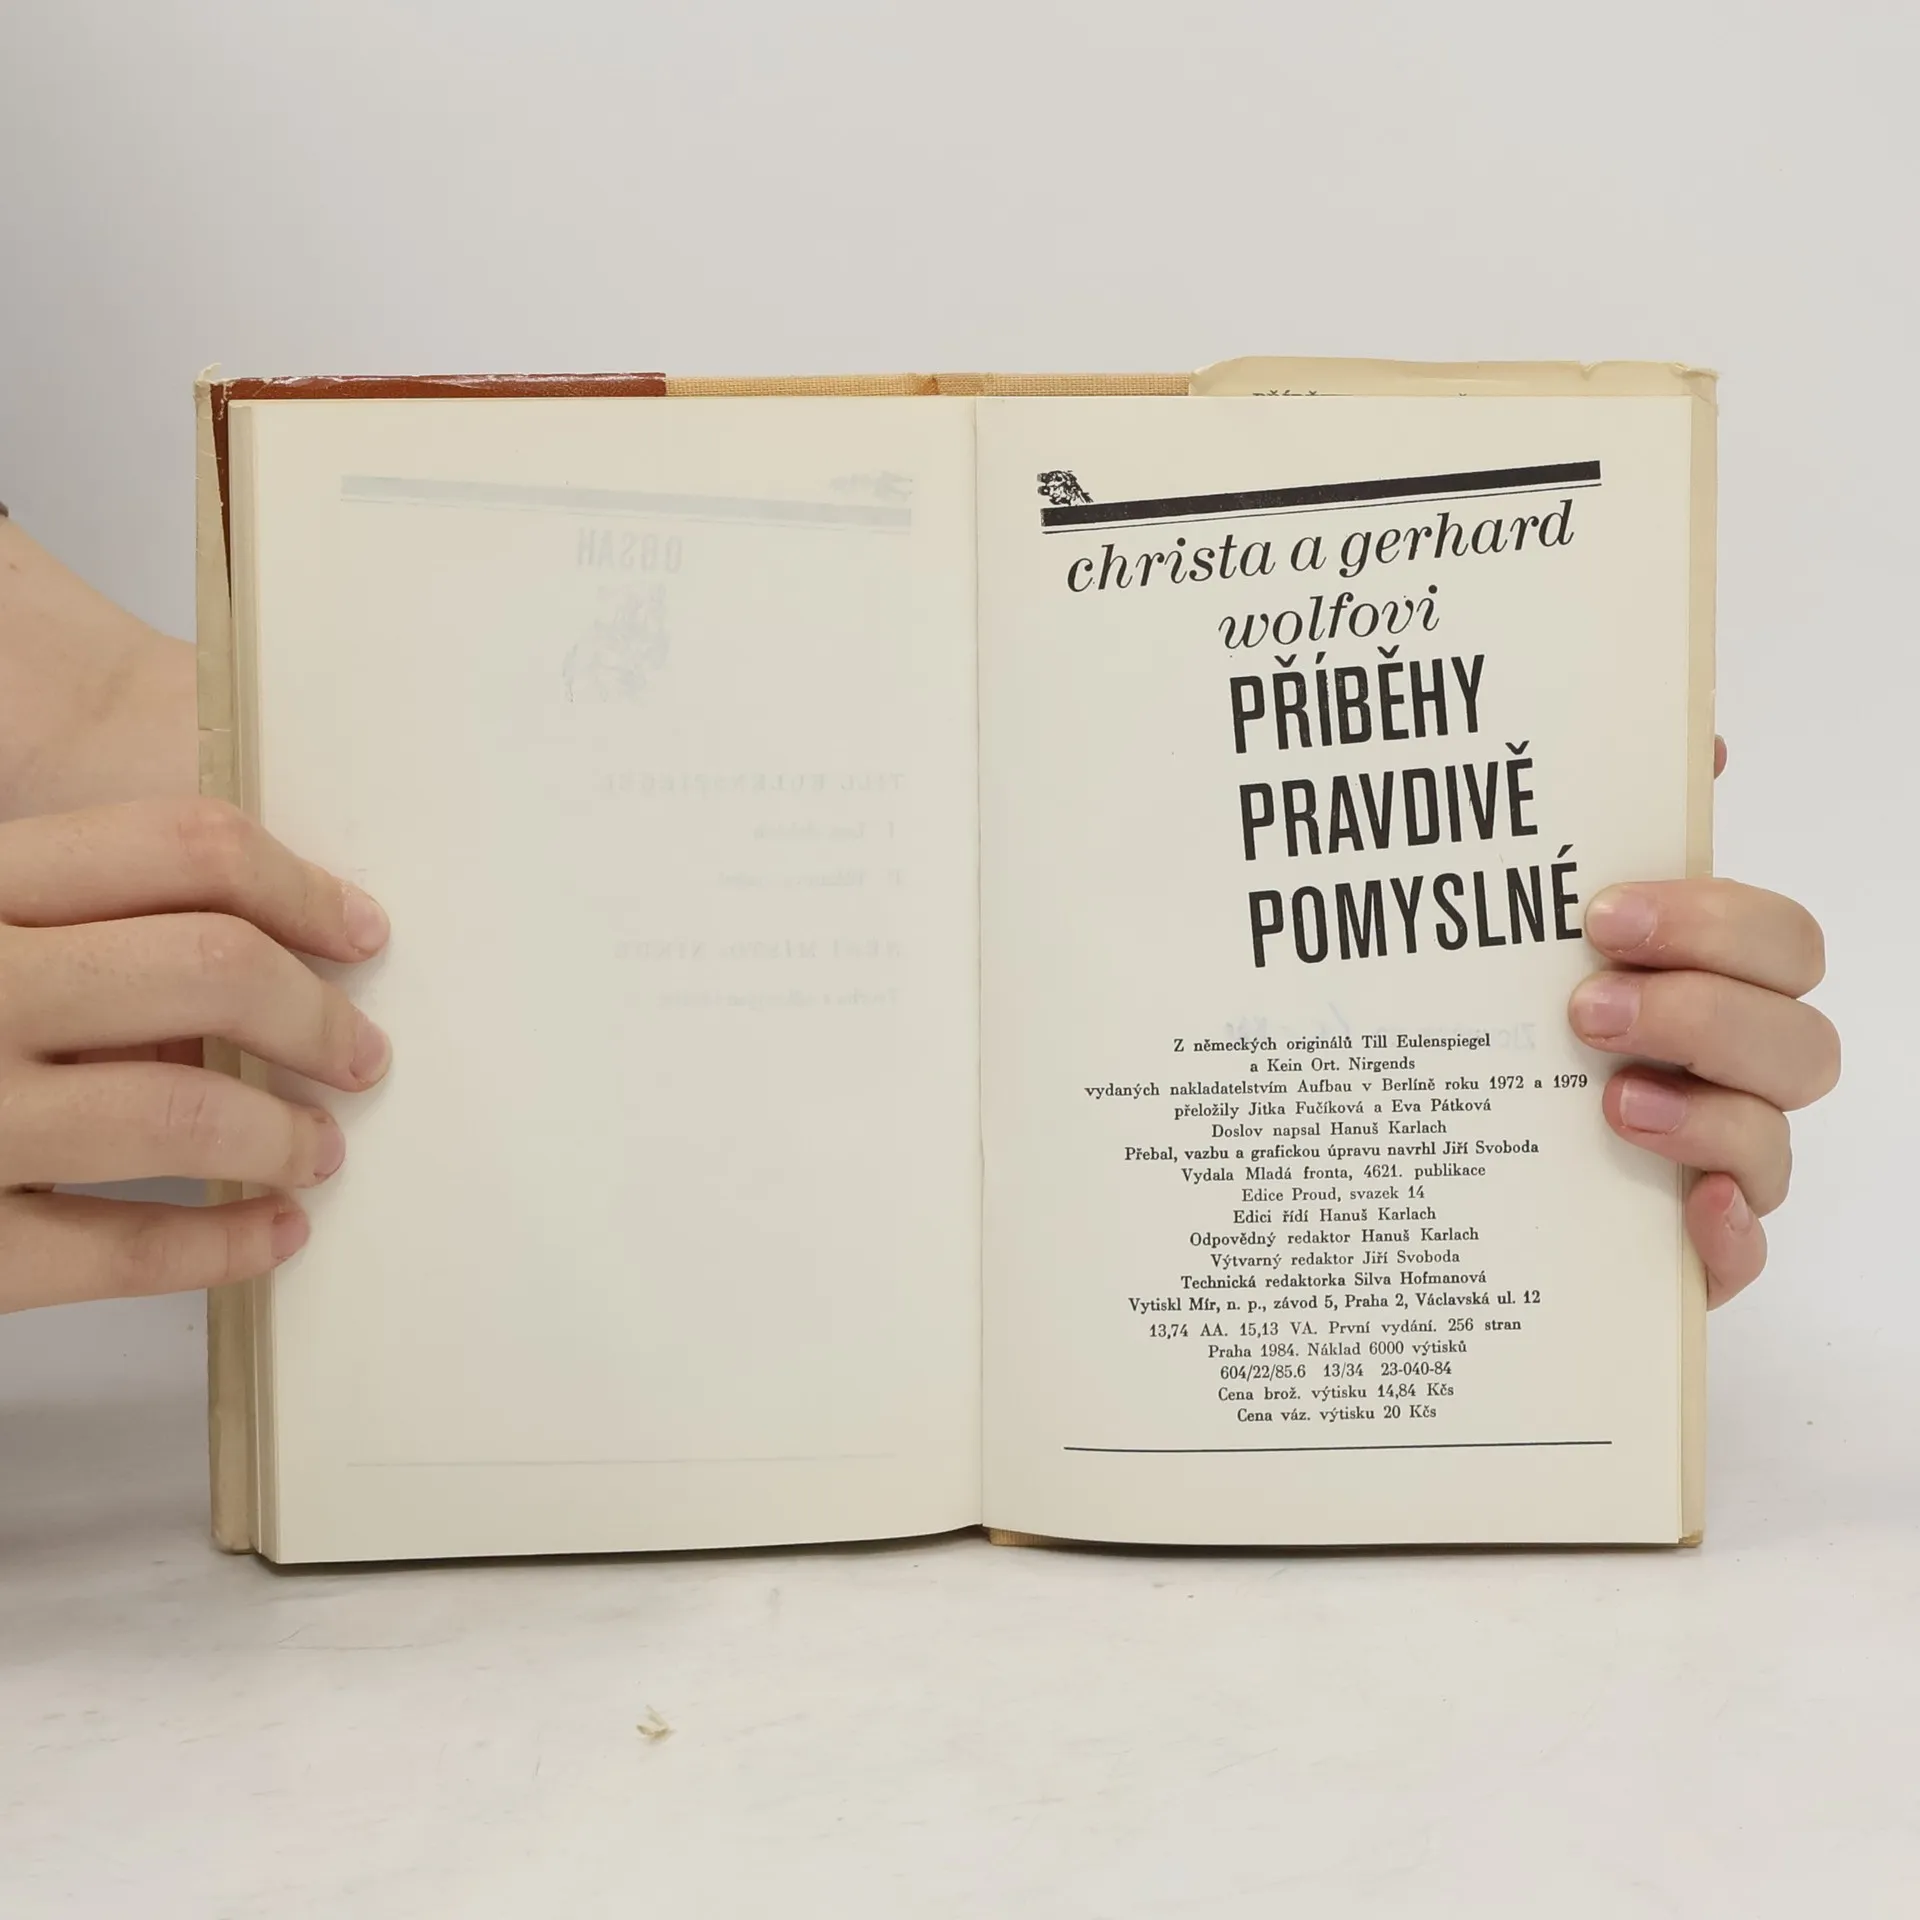 OBSAH
TILL EULENSPIEGEL
christa a gerhard
wolfovi
PŘÍBĚHY
PRAVDIVĚ
POMYSLNÉ
Z německých originálů Till Eulenspiegel
a Kein Ort. Nirgends
vydaných nakladatelstvím Aufbau v Berlíně roku 1972 a 1979
přeložily Jitka Fučíková a Eva Pátková
Doslov napsal Hanuš Karlach
Přebal, vazbu a grafickou úpravu navrhl Jiří Svoboda
Vydala Mladá fronta, 4621. publikace
Edice Proud, svazek 14
Edici řídí Hanuš Karlach
Odpovědný redaktor Hanuš Karlach
Výtvarný redaktor Jiří Svoboda
Technická redaktorka Silva Hofmanová
Vytiskl Mír, n. p., závod 5, Praha 2, Václavská ul. 12
13,74 AA. 15,13 VA. První vydání. 256 stran
Praha 1984. Náklad 6000 výtisků
604/22/85.6 13/34 23-040-84
Cena brož. výtisku 14,84 Kčs
Cena váz. výtisku 20 Kčs